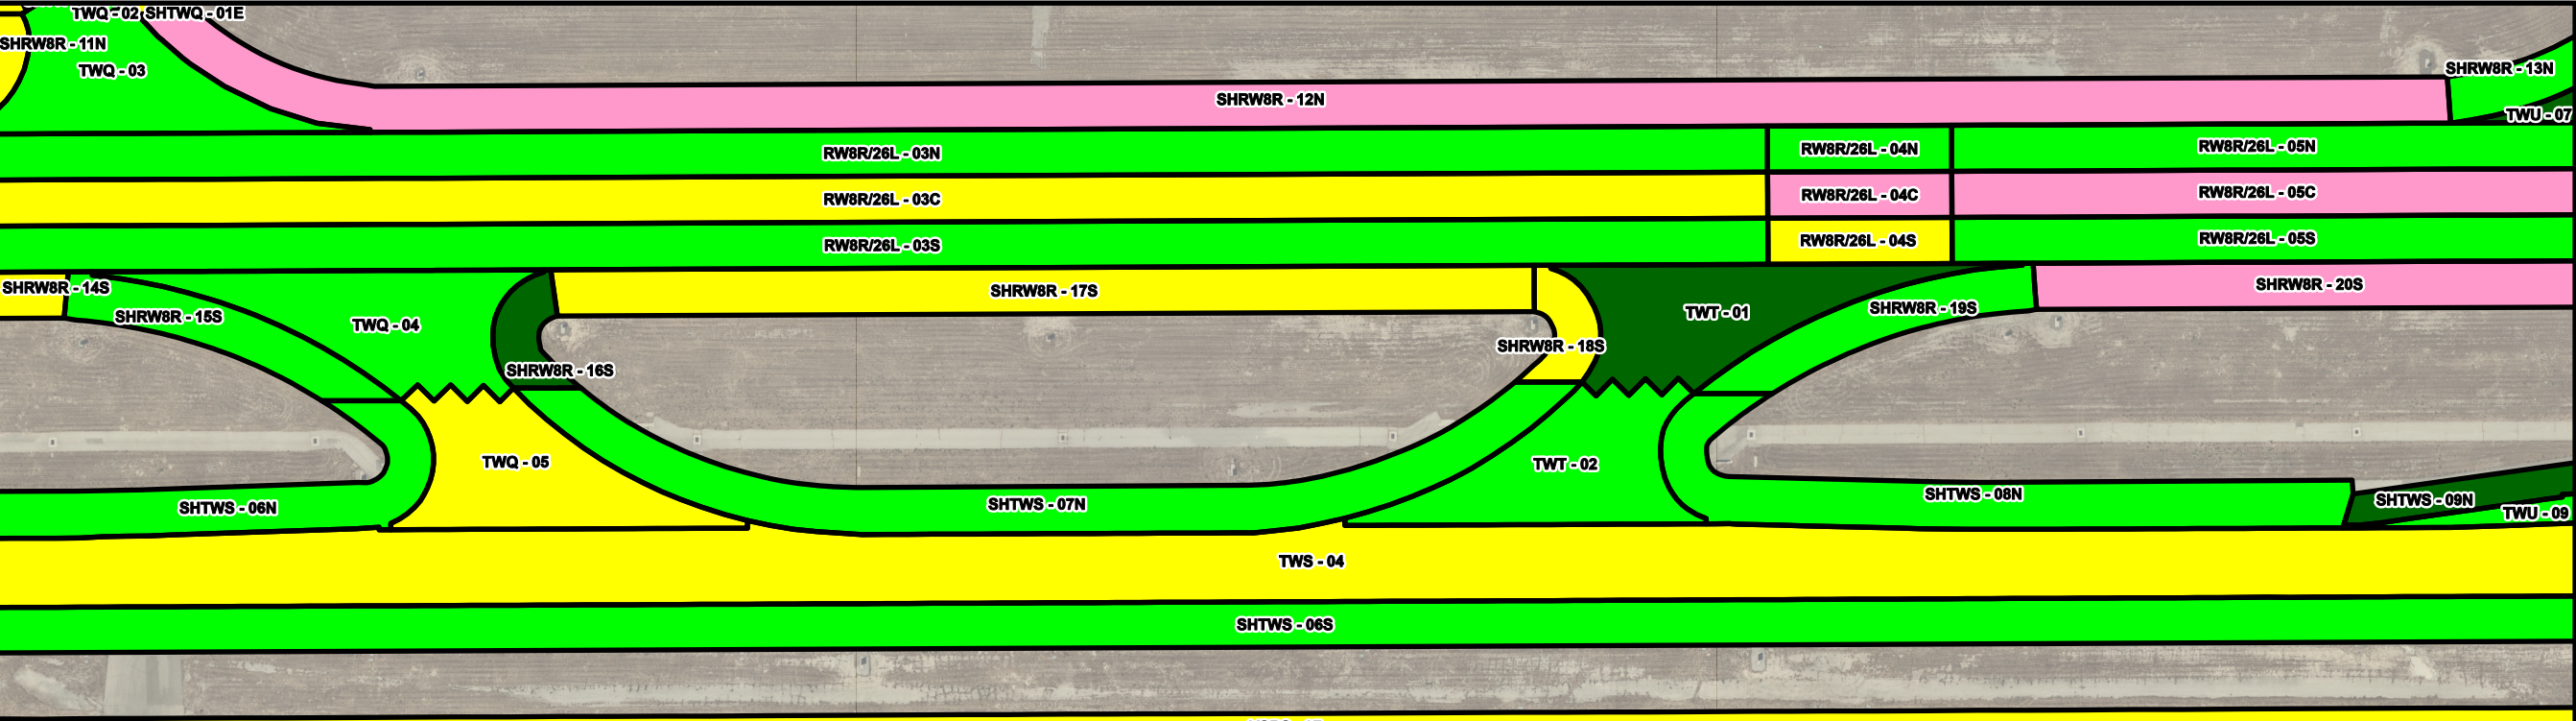 TWQ - 02 SHTWQ - 01E
SHRW8R - 11N
TWQ - 03
SHRW8R - 13N
SHRW8R - 12N
TWU - 07
RW8R/26L - 03N
RW8R/26L - 04N
RW8R/26L - 05N
RW8R/26L - 03C
RW8R/26L - 04C
RW8R/26L - 05C
RW8R/26L - 03S
RW8R/26L - 04S
RW8R/26L - 05S
SHRW8R - 14S
SHRW8R - 17S
SHRW8R - 20S
SHRW8R - 15S
TWQ - 04
TWT - 01
SHRW8R - 19S
SHRW8R - 16S
SHRW8R - 18S
TWQ - 05
TWT - 02
SHTWS - 06N
SHTWS - 07N
SHTWS - 08N
SHTWS - 09N
TWU - 09
TWS - 04
SHTWS - 06S